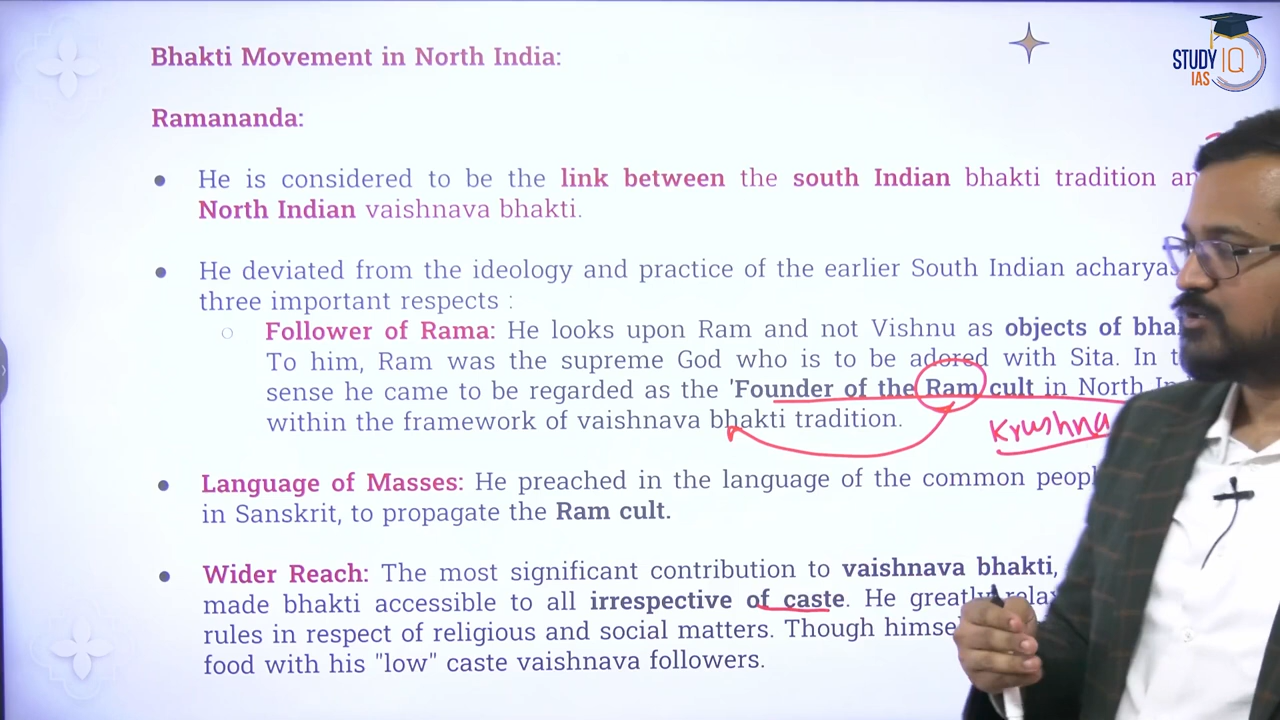 Bhakti Movement in North India:
STUDY IQ
IAS
Ramananda:
He is considered to be the link between the south Indian bhakti tradition
North Indian vaishnava bhakti.
He deviated from the ideology and practice of the earlier South Indian
three important respects :
Follower of Rama: He looks upon Ram and not Vishnu as objects of
To him, Ram was the supreme God who is to be adored with Sita. In
sense he came to be regarded as the 'Founder of the Ram cult in North
within the framework of vaishnava bhakti tradition.
Krushna
Language of Masses: He preached in the language of the common
in Sanskrit, to propagate the Ram cult.
Wider Reach: The most significant contribution to vaishnava bhakti,
made bhakti accessible to all irrespective of caste. He greatly
rules in respect of religious and social matters. Though
food with his "low" caste vaishnava followers.